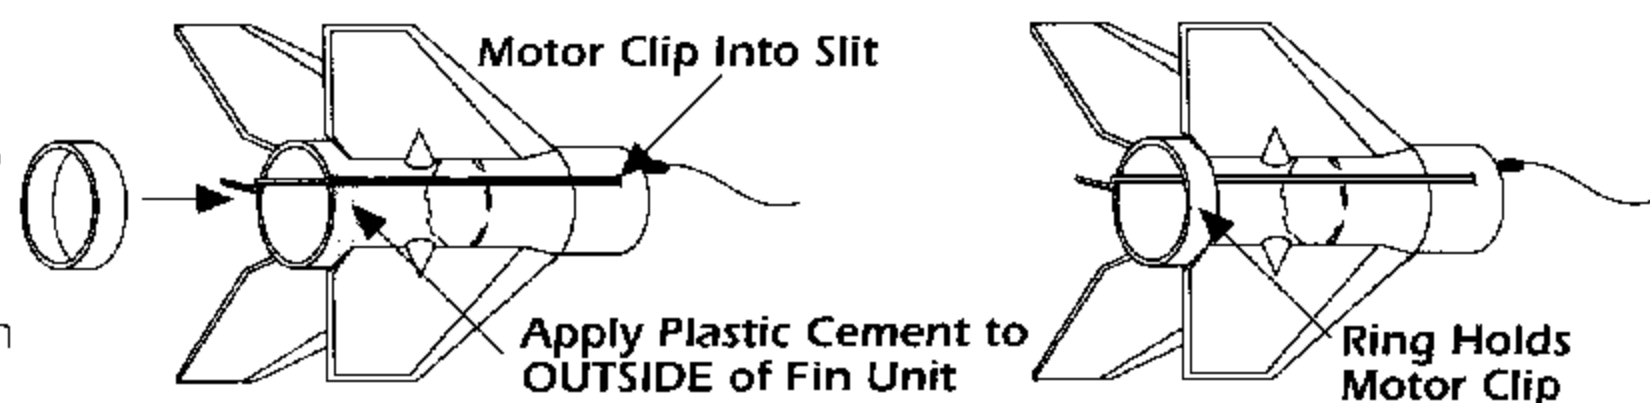 Motor Clip Into Slit
Apply Plastic Cement to
OUTSIDE of Fin Unit
Ring Holds
Motor Clip